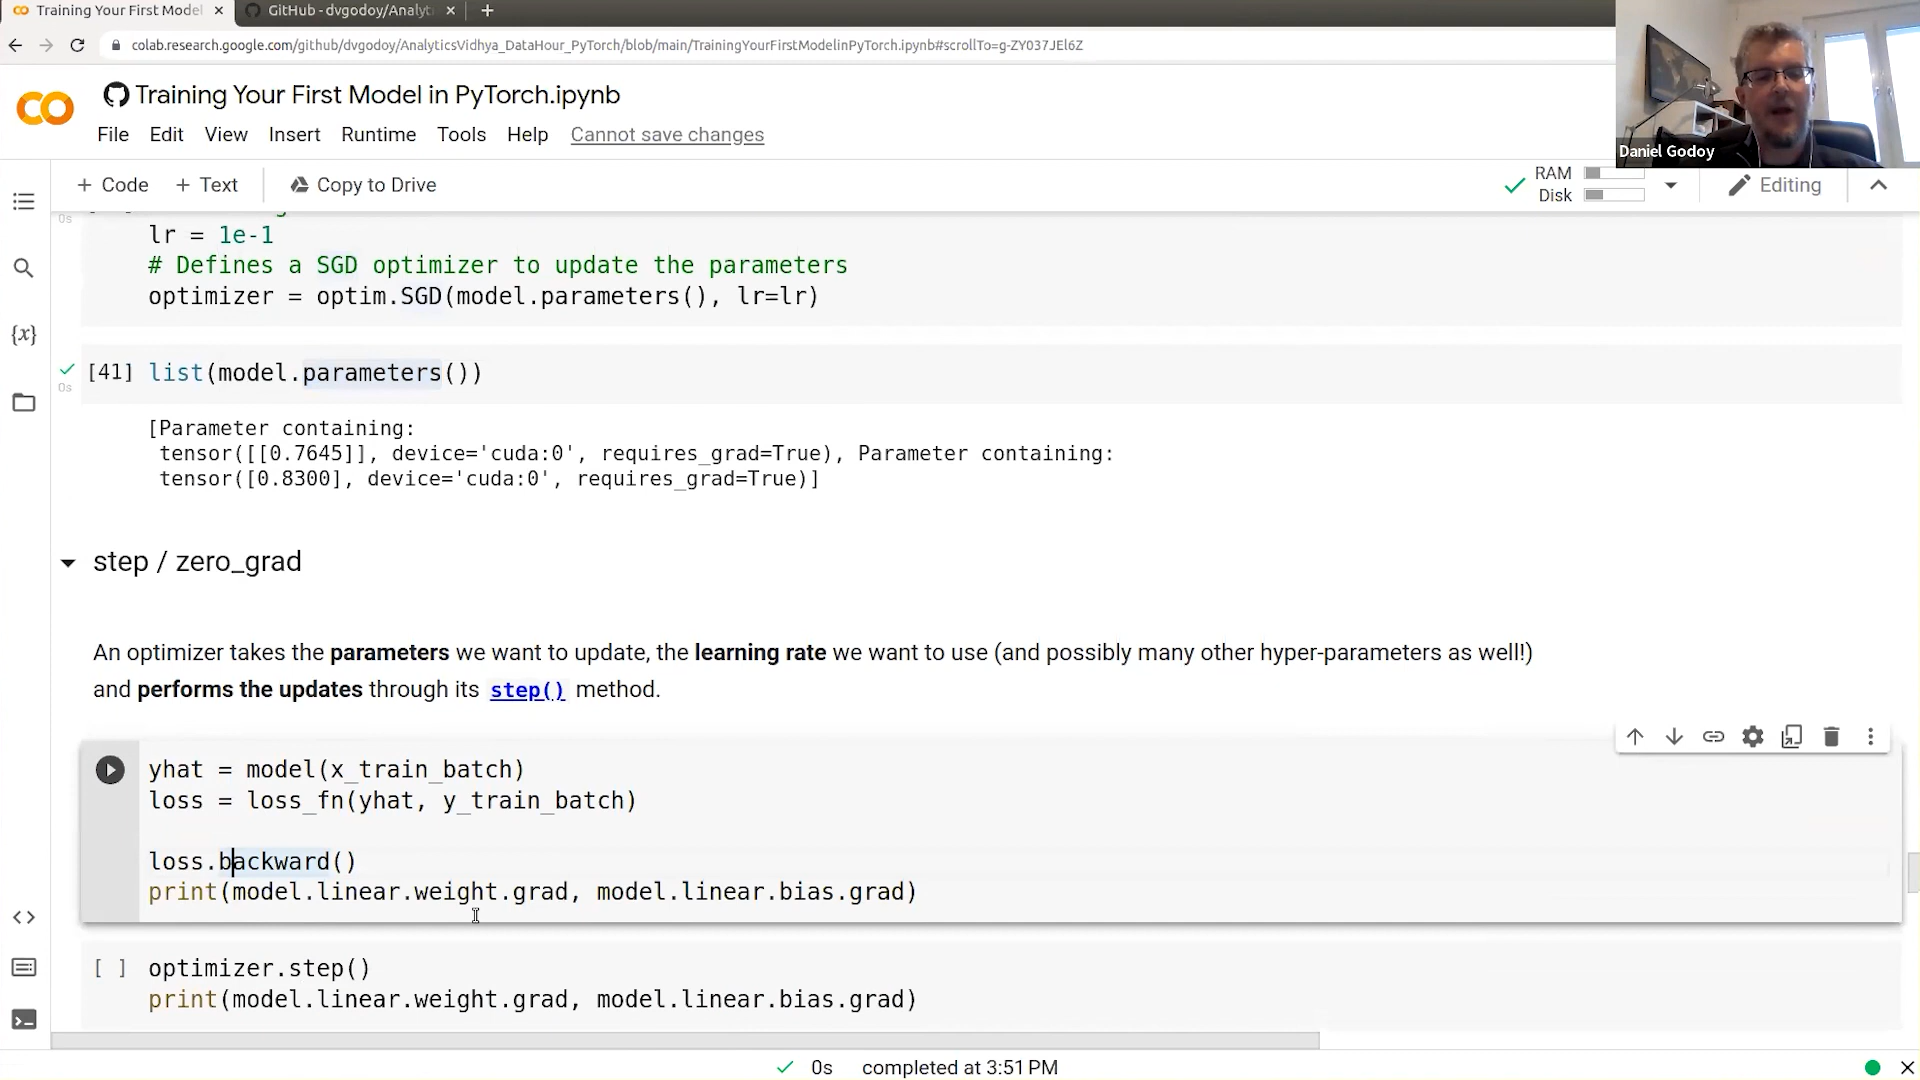 Training Your First Model
GitHub - dvgodoy/Analyt
colab.research.google.com/github/dvgodoy/AnalyticsVidhya_DataHour_PyTorch/blob/main/TrainingYourFirstModelinPyTorch.ipynb#scrollTo=g-ZY037JEl6Z
Training Your First Model in PyTorch.ipynb
File Edit View Insert Runtime Tools Help Cannot save changes
Daniel Godoy
+ Code + Text Copy to Drive
RAM
Disk
Editing
0s
lr = 1e-1
# Defines a SGD optimizer to update the parameters
optimizer = optim.SGD(model.parameters(), lr=lr)
[41] list(model.parameters())
0s
[Parameter containing:
tensor([[0.7645]], device='cuda:0', requires_grad=True), Parameter containing:
tensor([0.8300], device='cuda:0', requires_grad=True)]
step / zero_grad
An optimizer takes the parameters we want to update, the learning rate we want to use (and possibly many other hyper-parameters as well!)
and performs the updates through its step() method.
yhat = model(x_train_batch)
loss = loss_fn(yhat, y_train_batch)
loss.backward()
print(model.linear.weight.grad, model.linear.bias.grad)
[ ] optimizer.step()
print(model.linear.weight.grad, model.linear.bias.grad)
0s completed at 3:51 PM